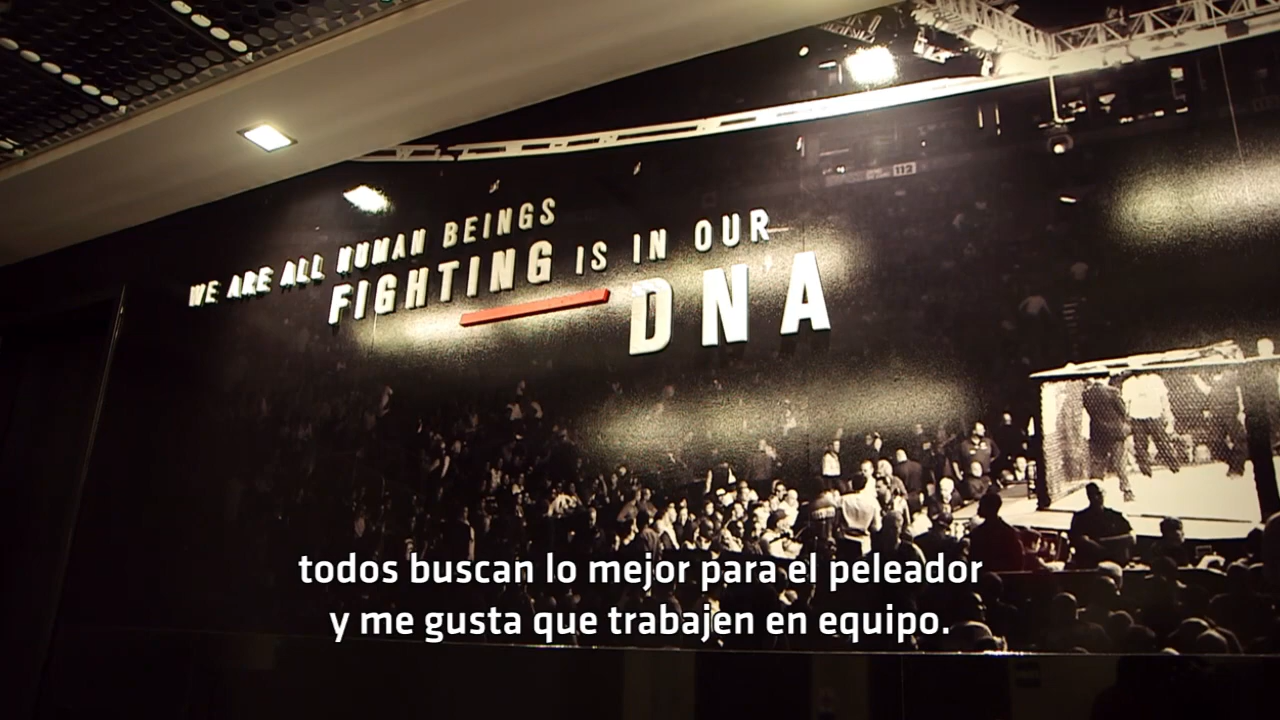 WE ARE ALL HUMAN BEINGS
FIGHTING IS IN OUR
DNA
112
todos buscan lo mejor para el peleador
y me gusta que trabajen en equipo.